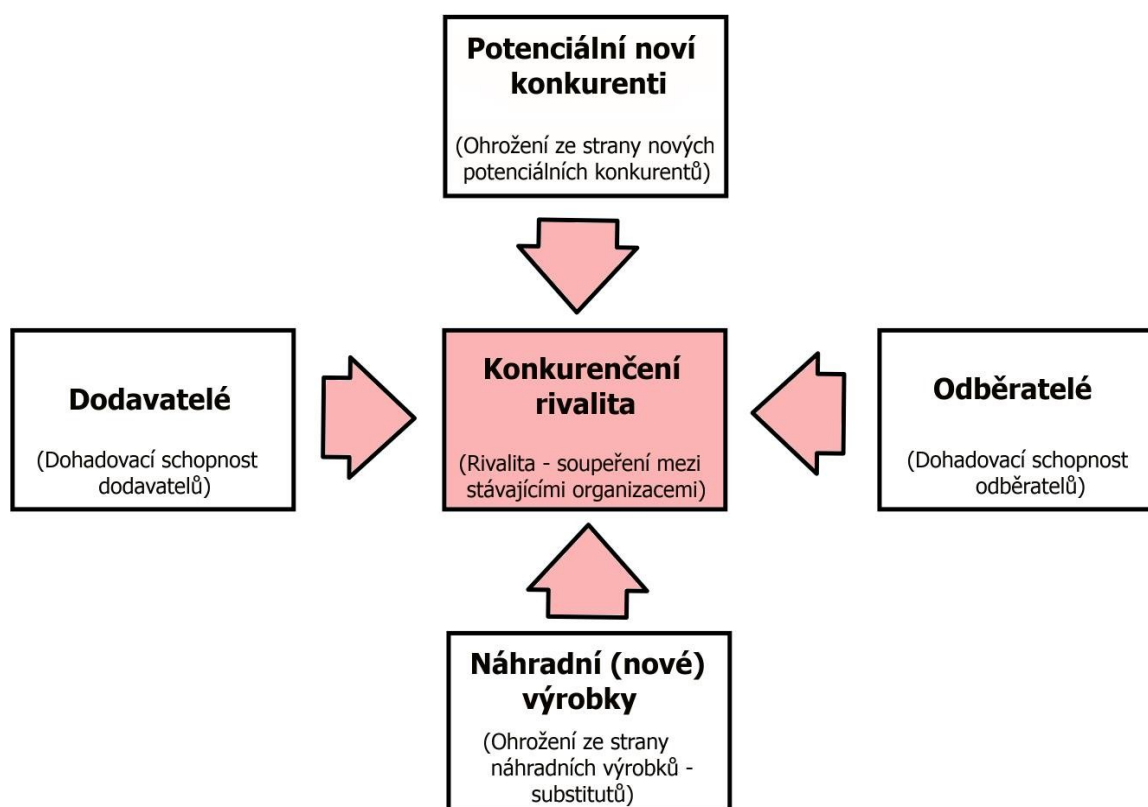 Potenciální noví
konkurenti
(Ohrožení ze strany nových
potenciálních konkurentů)
Dodavatelé
(Dohadovací schopnost
dodavatelů)
Konkurenčení
rivalita
(Rivalita - soupeření mezi
stávajícími organizacemi)
Odběratelé
(Dohadovací schopnost
odběratelů)
Náhradní (nové)
výrobky
(Ohrožení ze strany
náhradních výrobků -
substitutů)